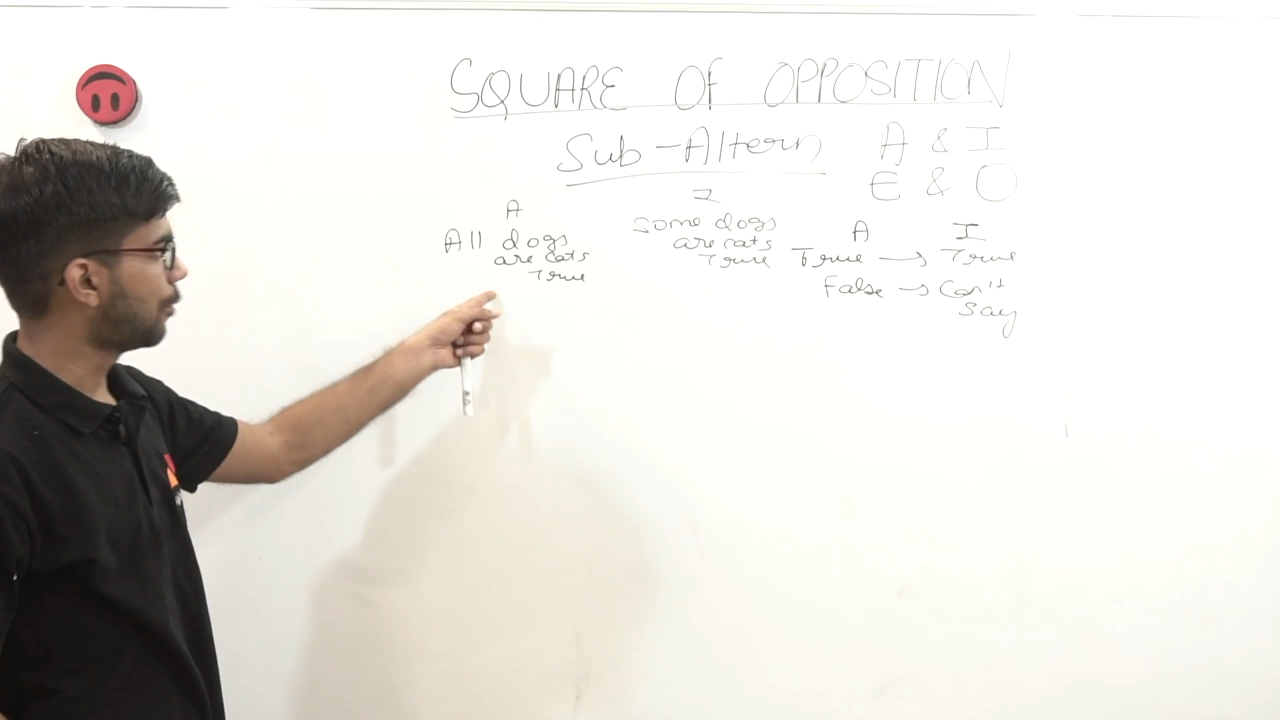 SQUARE OF OPPOSITION
Sub-Altern
A & I
E & O
A
All dogs
are cats
True
I
Some dogs
are cats
True
A I
True → True
False → Can't
Say